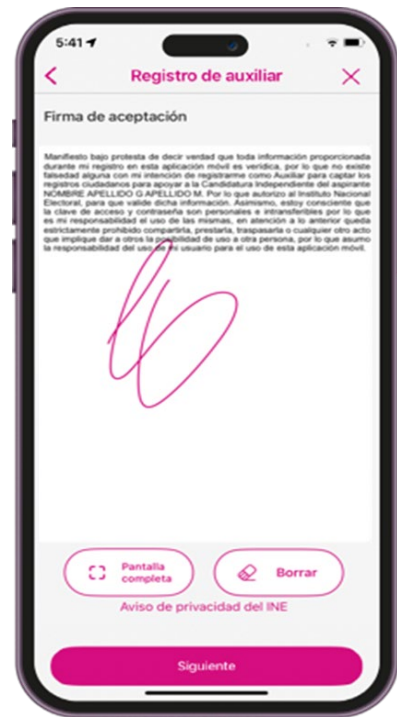 5:41
Registro de auxiliar
Firma de aceptación
Manifiesto bajo protesta de decir verdad que toda información proporcionada
durante mi registro en esta aplicación móvil es verídica, por lo que no existe
falsedad alguna con mi intención de registrarme como Auxiliar para captar los
registros ciudadanos para apoyar a la Candidatura Independiente del aspirante
NOMBRE APELLIDO G APELLIDO M. Por lo que autorizo al Instituto Nacional
Electoral, para que valide dicha información. Asimismo, estoy consciente que
la clave de acceso y contraseña son personales e intransferibles por lo que
es mi responsabilidad el uso de las mismas, en atención a lo anterior queda
estrictamente prohibido compartirla, prestarla, traspasarla o cualquier otro acto
que implique dar a otros la posibilidad de uso a otra persona, por lo que asumo
la responsabilidad del uso de mi usuario para el uso de esta aplicación móvil.
Pantalla
completa
Borrar
Aviso de privacidad del INE
Siguiente